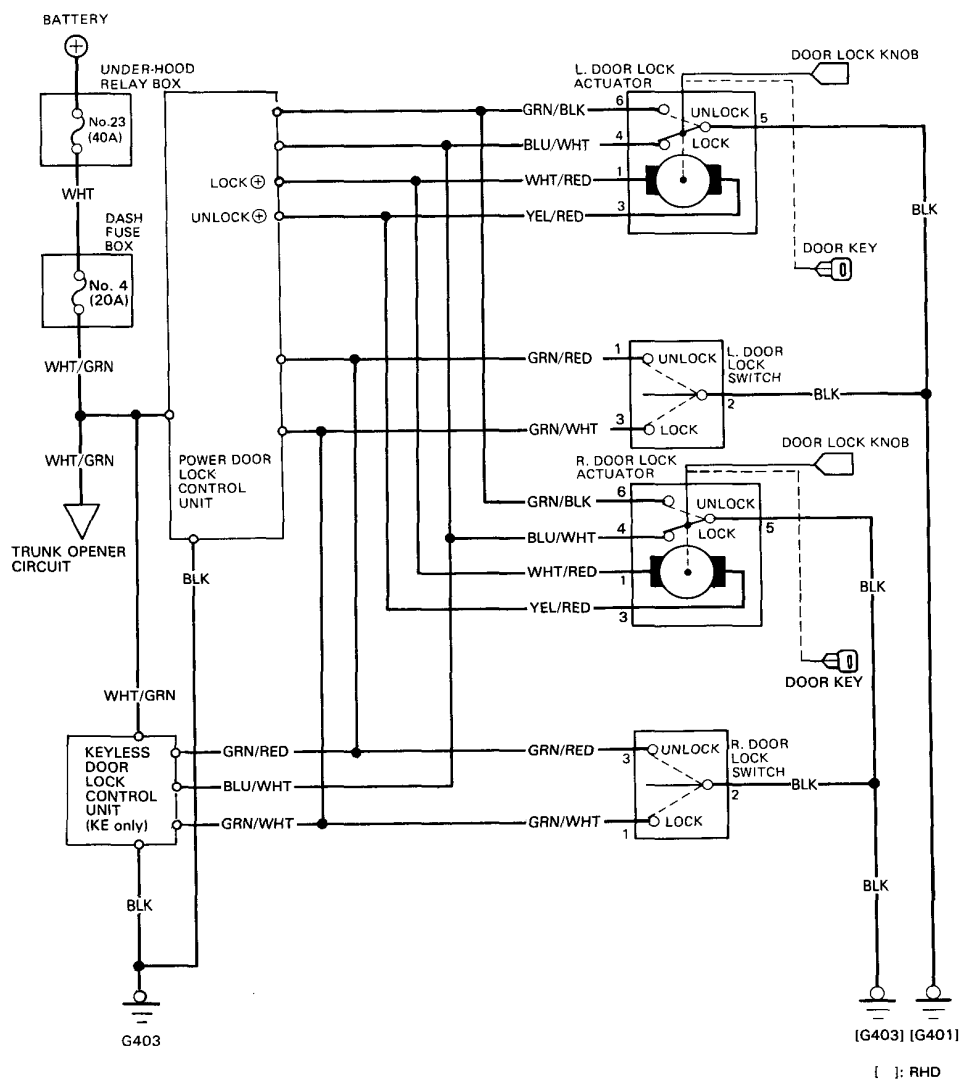 BATTERY
UNDER-HOOD
RELAY BOX
No.23
(40A)
WHT
DASH
FUSE
BOX
No. 4
(20A)
WHT/GRN
WHT/GRN
TRUNK OPENER
CIRCUIT
LOCK ⊕
UNLOCK ⊕
POWER DOOR
LOCK
CONTROL
UNIT
BLK
WHT/GRN
KEYLESS
DOOR
LOCK
CONTROL
UNIT
(KE only)
GRN/RED
BLU/WHT
GRN/WHT
BLK
G403
L. DOOR LOCK
ACTUATOR
DOOR LOCK KNOB
GRN/BLK 6
UNLOCK
5
BLU/WHT 4
LOCK
WHT/RED 1
YEL/RED 3
BLK
DOOR KEY
GRN/RED 1
UNLOCK
L. DOOR
LOCK
SWITCH
2
BLK
GRN/WHT 3
LOCK
DOOR LOCK KNOB
R. DOOR LOCK
ACTUATOR
GRN/BLK 6
UNLOCK
5
BLU/WHT 4
LOCK
WHT/RED 1
YEL/RED 3
BLK
DOOR KEY
GRN/RED 3
UNLOCK
R. DOOR
LOCK
SWITCH
2
BLK
GRN/WHT 1
LOCK
BLK
[G403] [G401]
[ ]: RHD